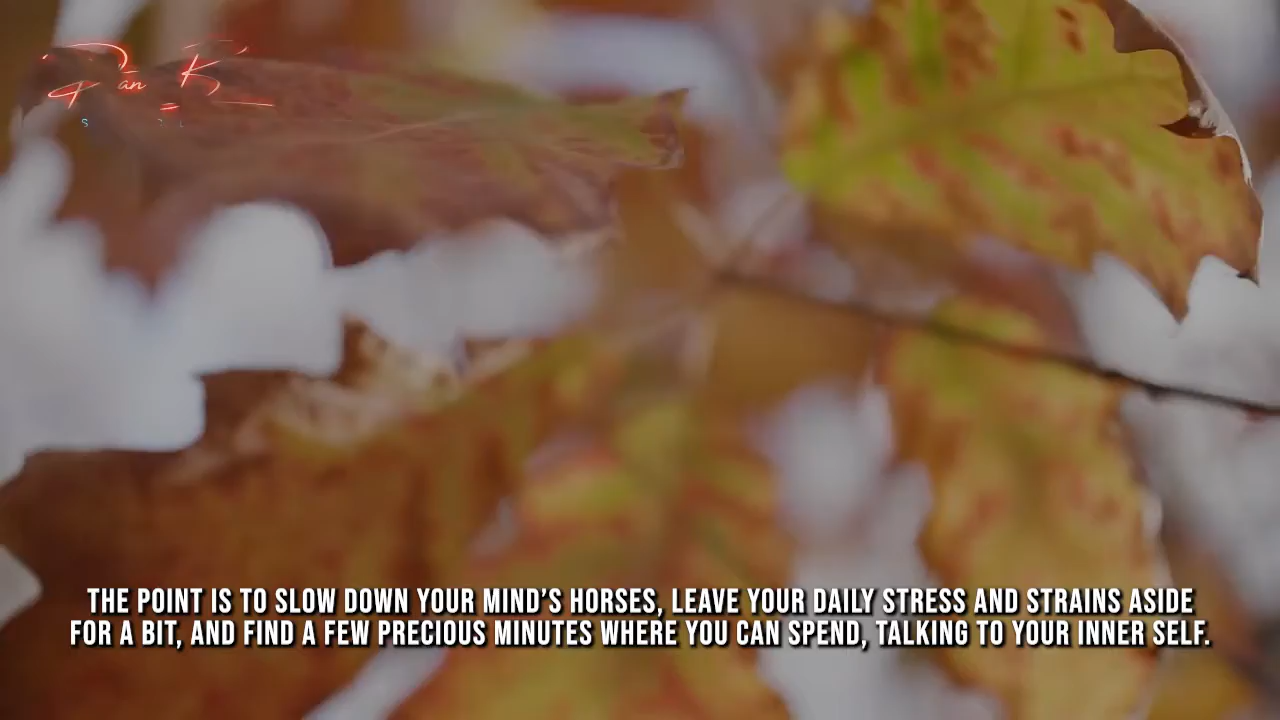 THE POINT IS TO SLOW DOWN YOUR MIND’S HORSES, LEAVE YOUR DAILY STRESS AND STRAINS ASIDE
FOR A BIT, AND FIND A FEW PRECIOUS MINUTES WHERE YOU CAN SPEND, TALKING TO YOUR INNER SELF.